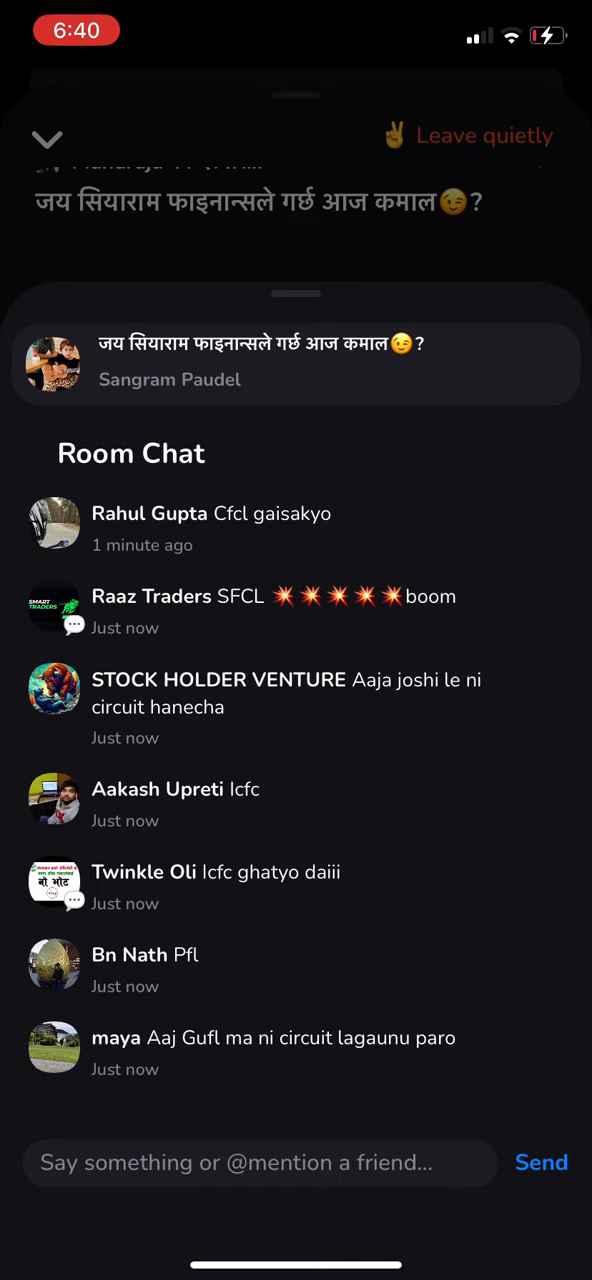 6:40
✌️ Leave quietly
जय सियाराम फाइनान्सले गर्छ आज कमाल😉?
जय सियाराम फाइनान्सले गर्छ आज कमाल😉?
Sangram Paudel
Room Chat
Rahul Gupta Cfcl gaisakyo
1 minute ago
SMART
TRADERS
Raaz Traders SFCL 💥💥💥💥💥boom
Just now
STOCK HOLDER VENTURE Aaja joshi le ni
circuit hanecha
Just now
Aakash Upreti Icfc
Just now
नो भोट
Twinkle Oli Icfc ghatyo daiii
Just now
Bn Nath Pfl
Just now
maya Aaj Gufl ma ni circuit lagaunu paro
Just now
Say something or @mention a friend...
Send